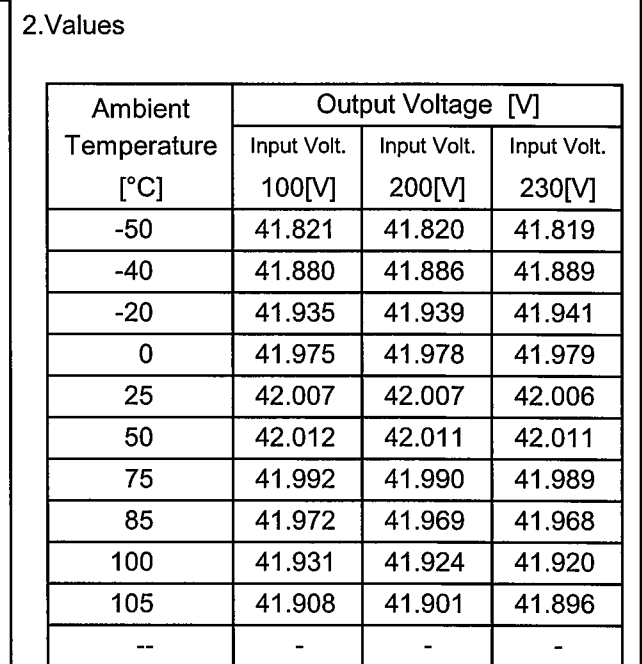 2.Values
Ambient Temperature [°C] Output Voltage [V]
Input Volt. 100[V] Input Volt. 200[V] Input Volt. 230[V]
-50 41.821 41.820 41.819
-40 41.880 41.886 41.889
-20 41.935 41.939 41.941
0 41.975 41.978 41.979
25 42.007 42.007 42.006
50 42.012 42.011 42.011
75 41.992 41.990 41.989
85 41.972 41.969 41.968
100 41.931 41.924 41.920
105 41.908 41.901 41.896
-- - - -